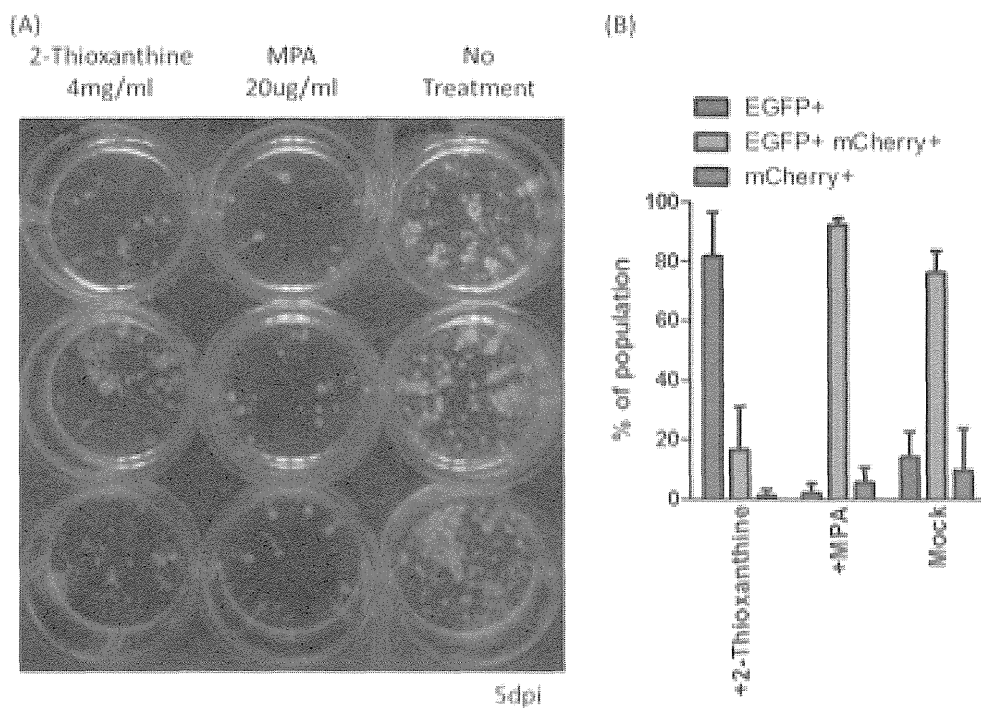 (A)
2-Thioxanthine
4mg/ml
MPA
20ug/ml
No
Treatment
5dpi
(B)
EGFP+
EGFP+ mCherry+
mCherry+
% of population
100
80
60
40
20
0
+2-Thioxanthine
+MPA
Mock